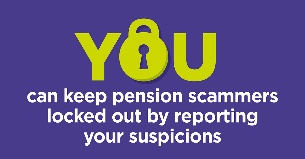 YOU
can keep pension scammers
locked out by reporting
your suspicions